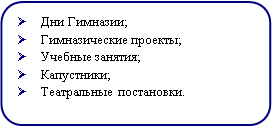 ➢ Дни Гимназии;
➢ Гимназические проекты;
➢ Учебные занятия;
➢ Капустники;
➢ Театральные постановки.